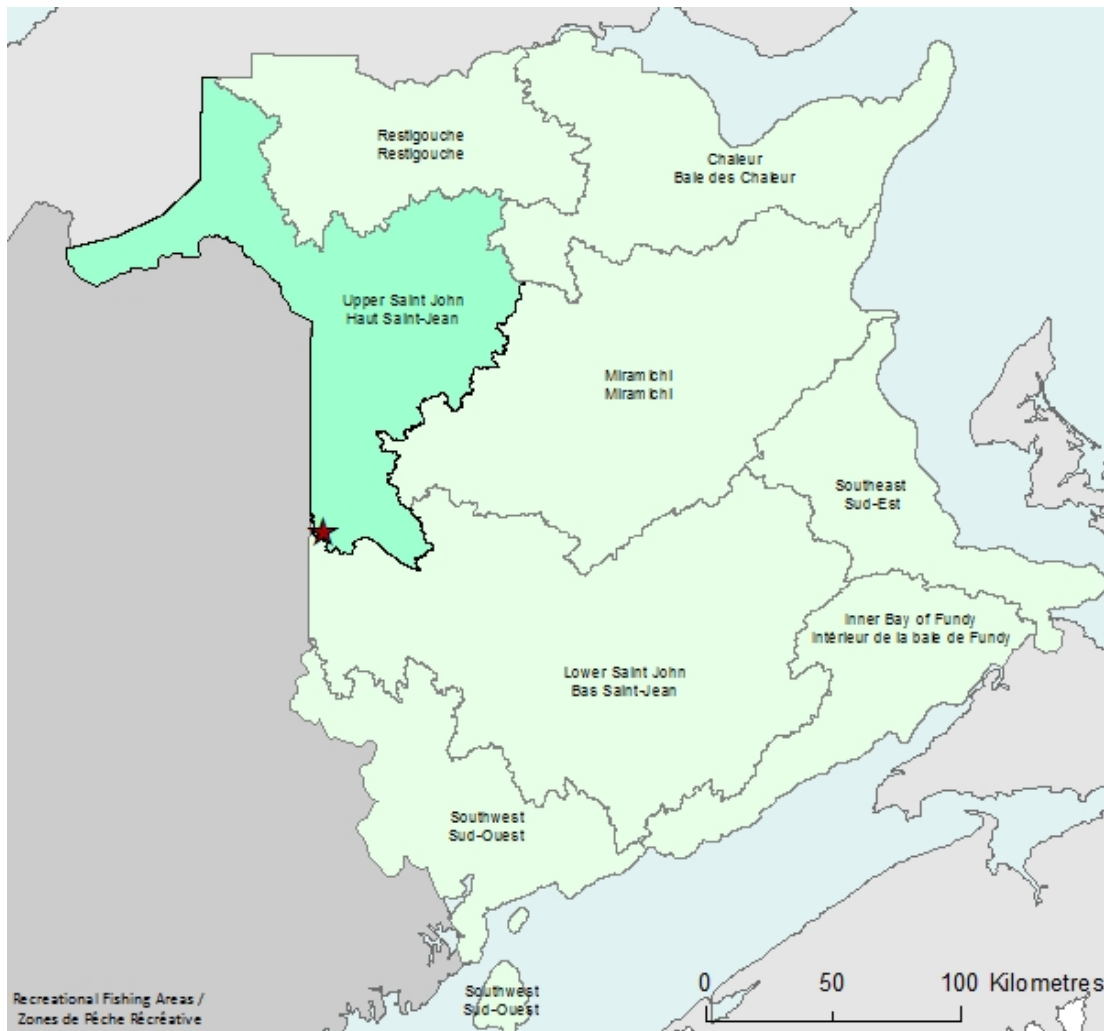 Restigouche
Restigouche
Chaleur
Baie des Chaleur
Upper Saint John
Haut Saint-Jean
Miramichi
Miramichi
Southeast
Sud-Est
Inner Bay of Fundy
Intérieur de la baie de Fundy
Lower Saint John
Bas Saint-Jean
Southwest
Sud-Ouest
Southwest
Sud-Ouest
0 50 100 Kilometres
Recreational Fishing Areas /
Zones de Pêche Récréative